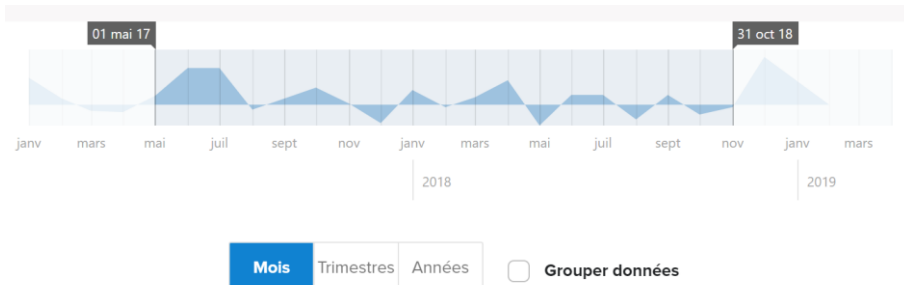 01 mai 17 31 oct 18
janv mars mai juil sept nov janv mars mai juil sept nov janv mars
2018 2019
Mois Trimestres Années Grouper données